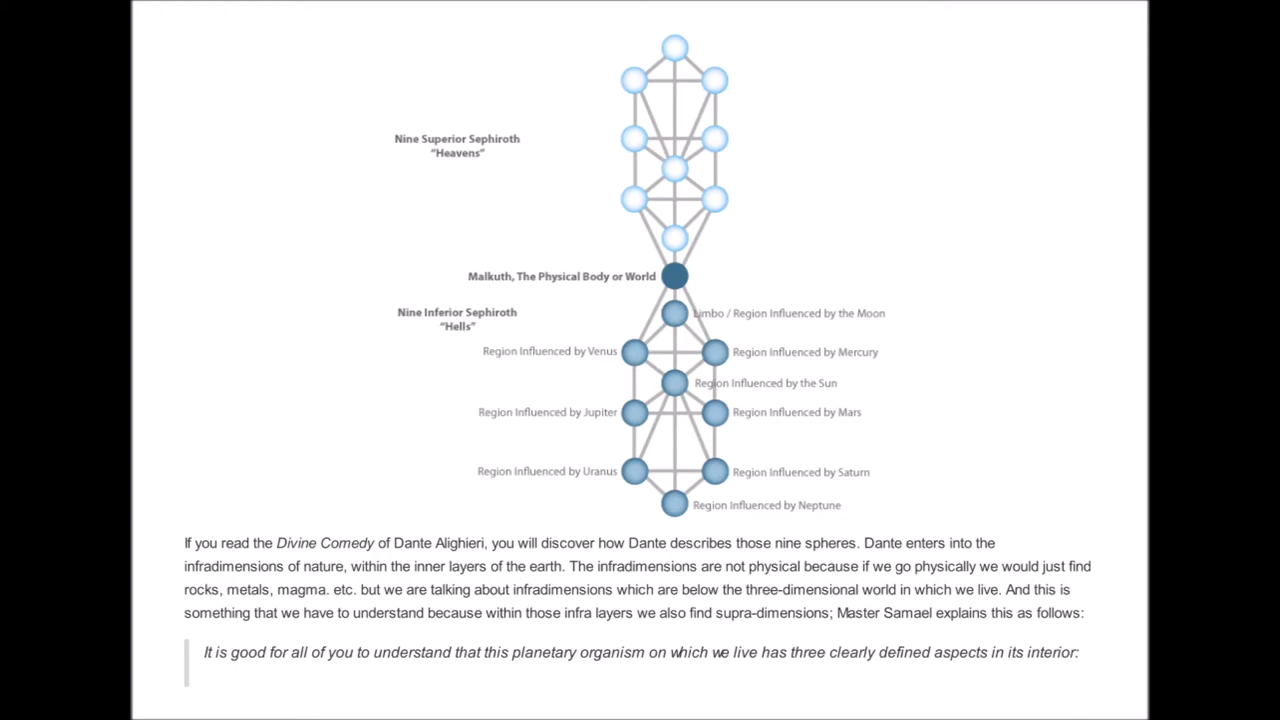 Nine Superior Sephiroth
“Heavens”
Malkuth, The Physical Body or World
Nine Inferior Sephiroth
“Hells”
Limbo / Region Influenced by the Moon
Region Influenced by Venus
Region Influenced by Mercury
Region Influenced by the Sun
Region Influenced by Jupiter
Region Influenced by Mars
Region Influenced by Uranus
Region Influenced by Saturn
Region Influenced by Neptune
If you read the Divine Comedy of Dante Alighieri, you will discover how Dante describes those nine spheres. Dante enters into the
infradimensions of nature, within the inner layers of the earth. The infradimensions are not physical because if we go physically we would just find
rocks, metals, magma. etc. but we are talking about infradimensions which are below the three-dimensional world in which we live. And this is
something that we have to understand because within those infra layers we also find supra-dimensions; Master Samael explains this as follows:
It is good for all of you to understand that this planetary organism on which we live has three clearly defined aspects in its interior: